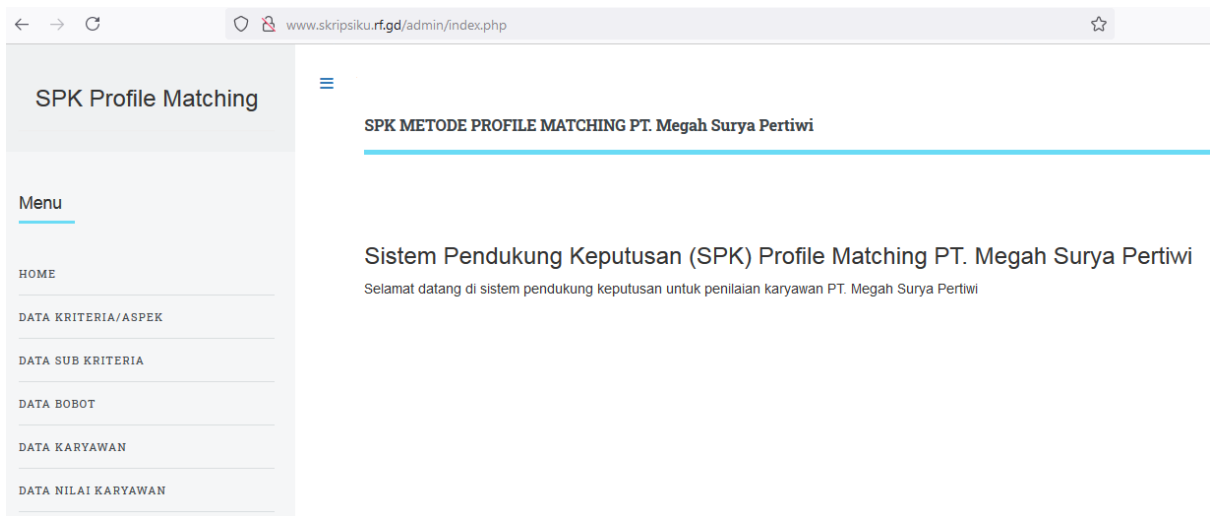 www.skripsiku.rf.gd/admin/index.php
SPK Profile Matching
Menu
HOME
DATA KRITERIA/ASPEK
DATA SUB KRITERIA
DATA BOBOT
DATA KARYAWAN
DATA NILAI KARYAWAN
SPK METODE PROFILE MATCHING PT. Megah Surya Pertiwi
Sistem Pendukung Keputusan (SPK) Profile Matching PT. Megah Surya Pertiwi
Selamat datang di sistem pendukung keputusan untuk penilaian karyawan PT. Megah Surya Pertiwi